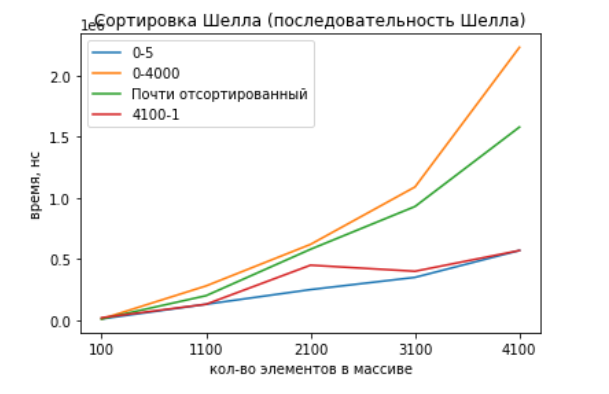 Сортировка Шелла (последовательность Шелла)
1e6
0-5
0-4000
Почти отсортированный
4100-1
2.0
1.5
1.0
0.5
0.0
время, нс
100 1100 2100 3100 4100
кол-во элементов в массиве